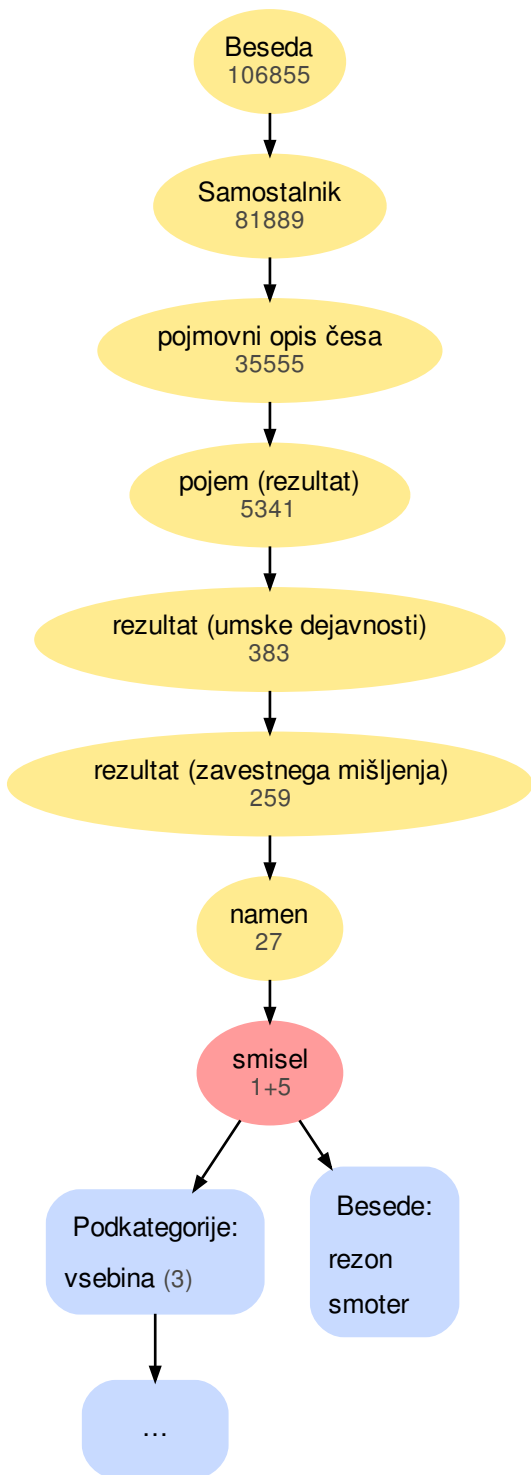 Beseda
106855
Samostalnik
81889
pojmovni opis česa
35555
pojem (rezultat)
5341
rezultat (umske dejavnosti)
383
rezultat (zavestnega mišljenja)
259
namen
27
smisel
1+5
Podkategorije:
vsebina (3)
Besede:
rezon
smoter
...